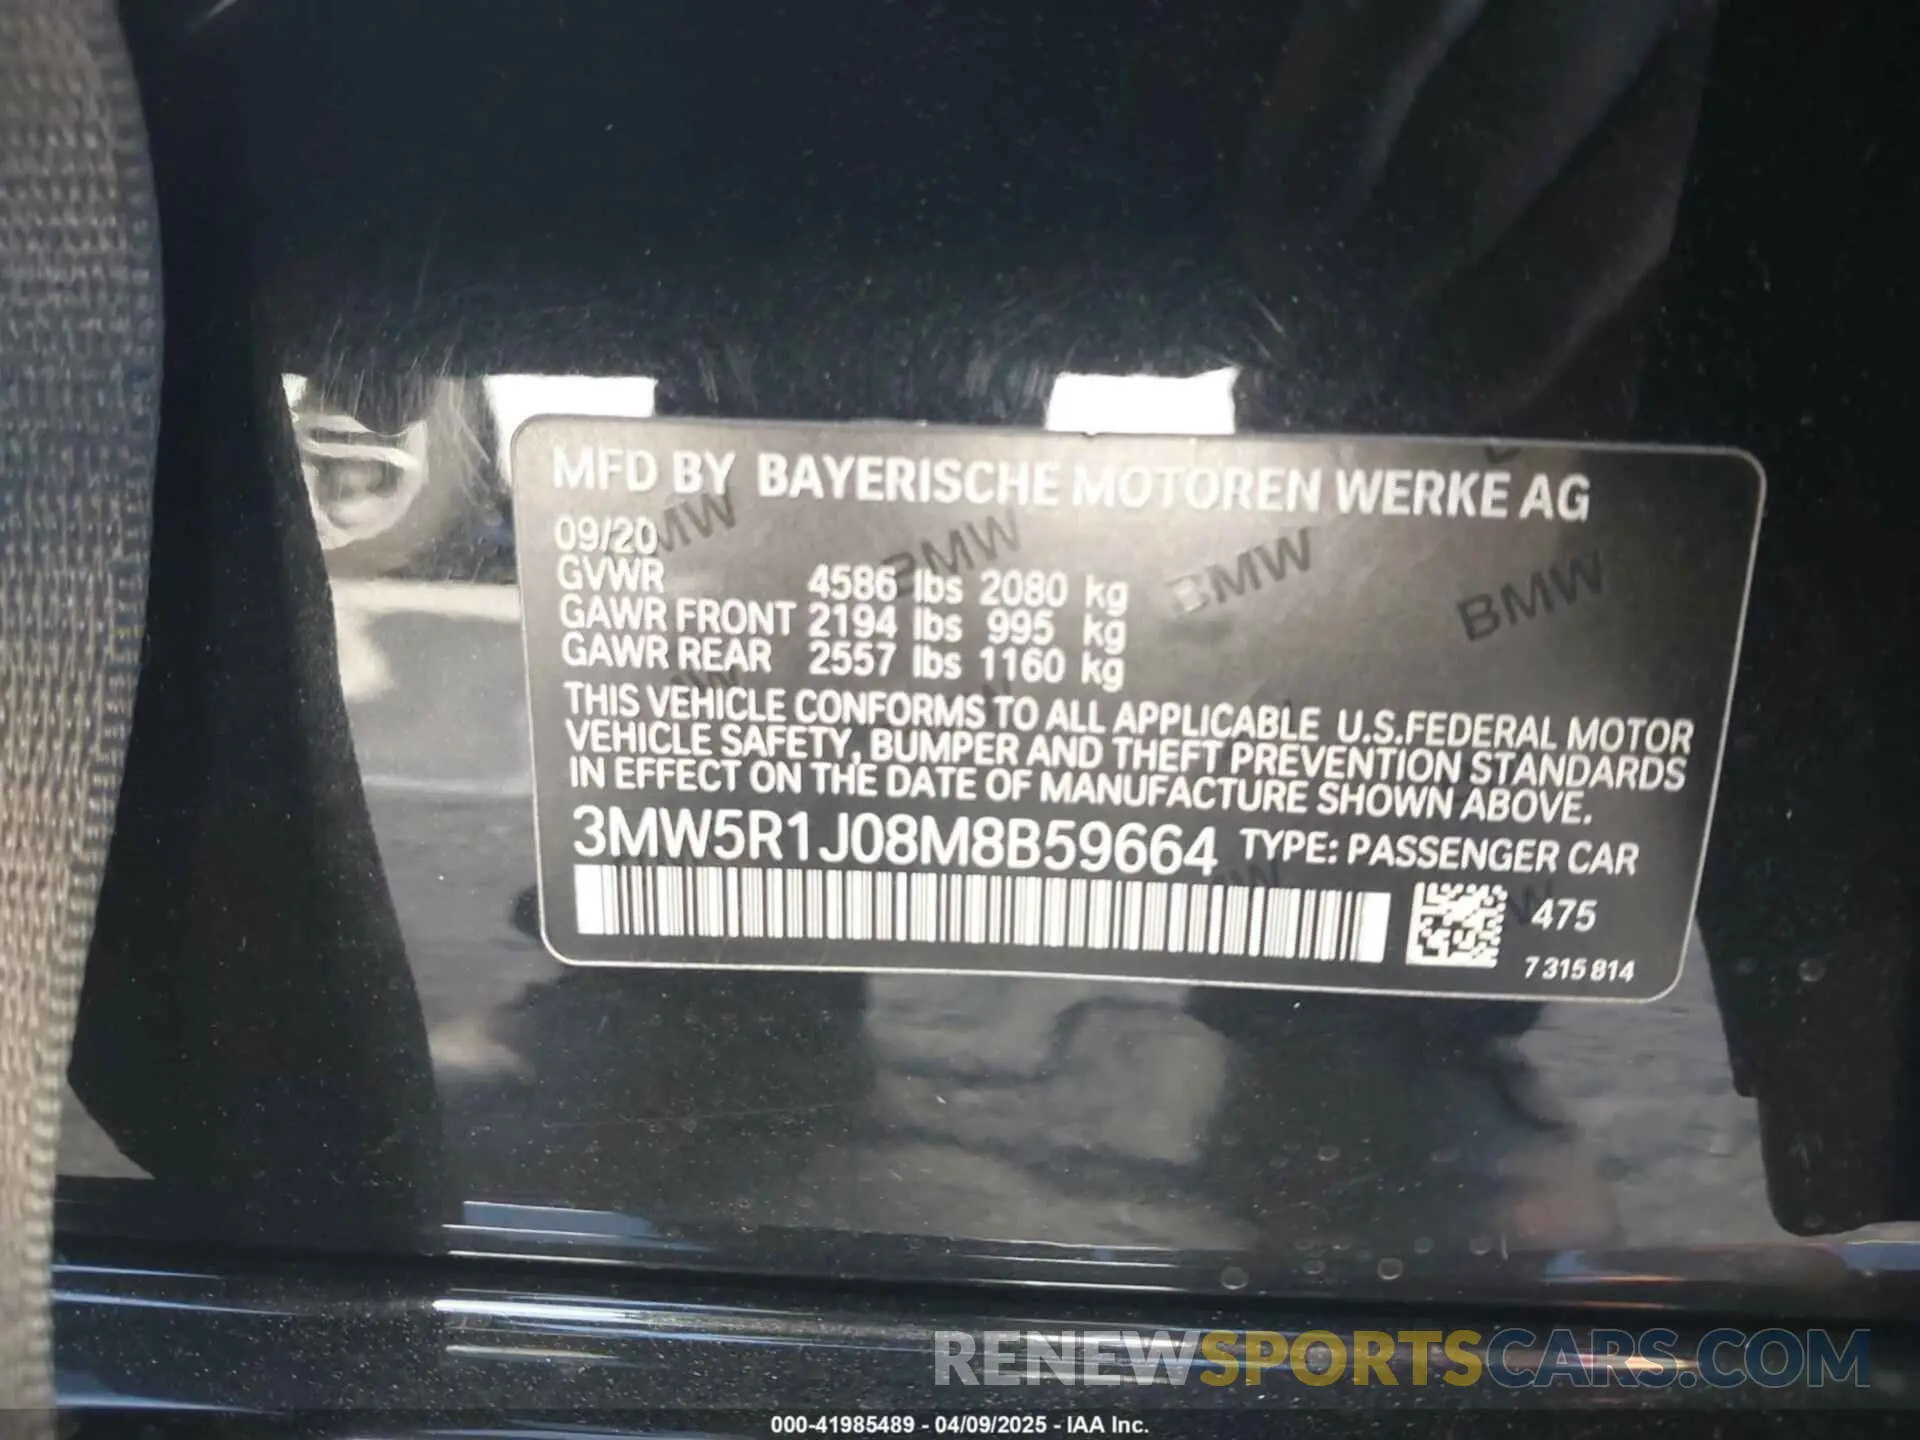 MFD BY BAYERISCHE MOTOREN WERKE AG
09/20
GVWR 4586 lbs 2080 kg
GAWR FRONT 2194 lbs 995 kg
GAWR REAR 2557 lbs 1160 kg
THIS VEHICLE CONFORMS TO ALL APPLICABLE U.S.FEDERAL MOTOR
VEHICLE SAFETY, BUMPER AND THEFT PREVENTION STANDARDS
IN EFFECT ON THE DATE OF MANUFACTURE SHOWN ABOVE.
3MW5R1J08M8B59664 TYPE: PASSENGER CAR
475
7 315 814
BMW BMW BMW BMW
RENEWSPORTSCARS.COM
000-41985489 - 04/09/2025 - IAA Inc.